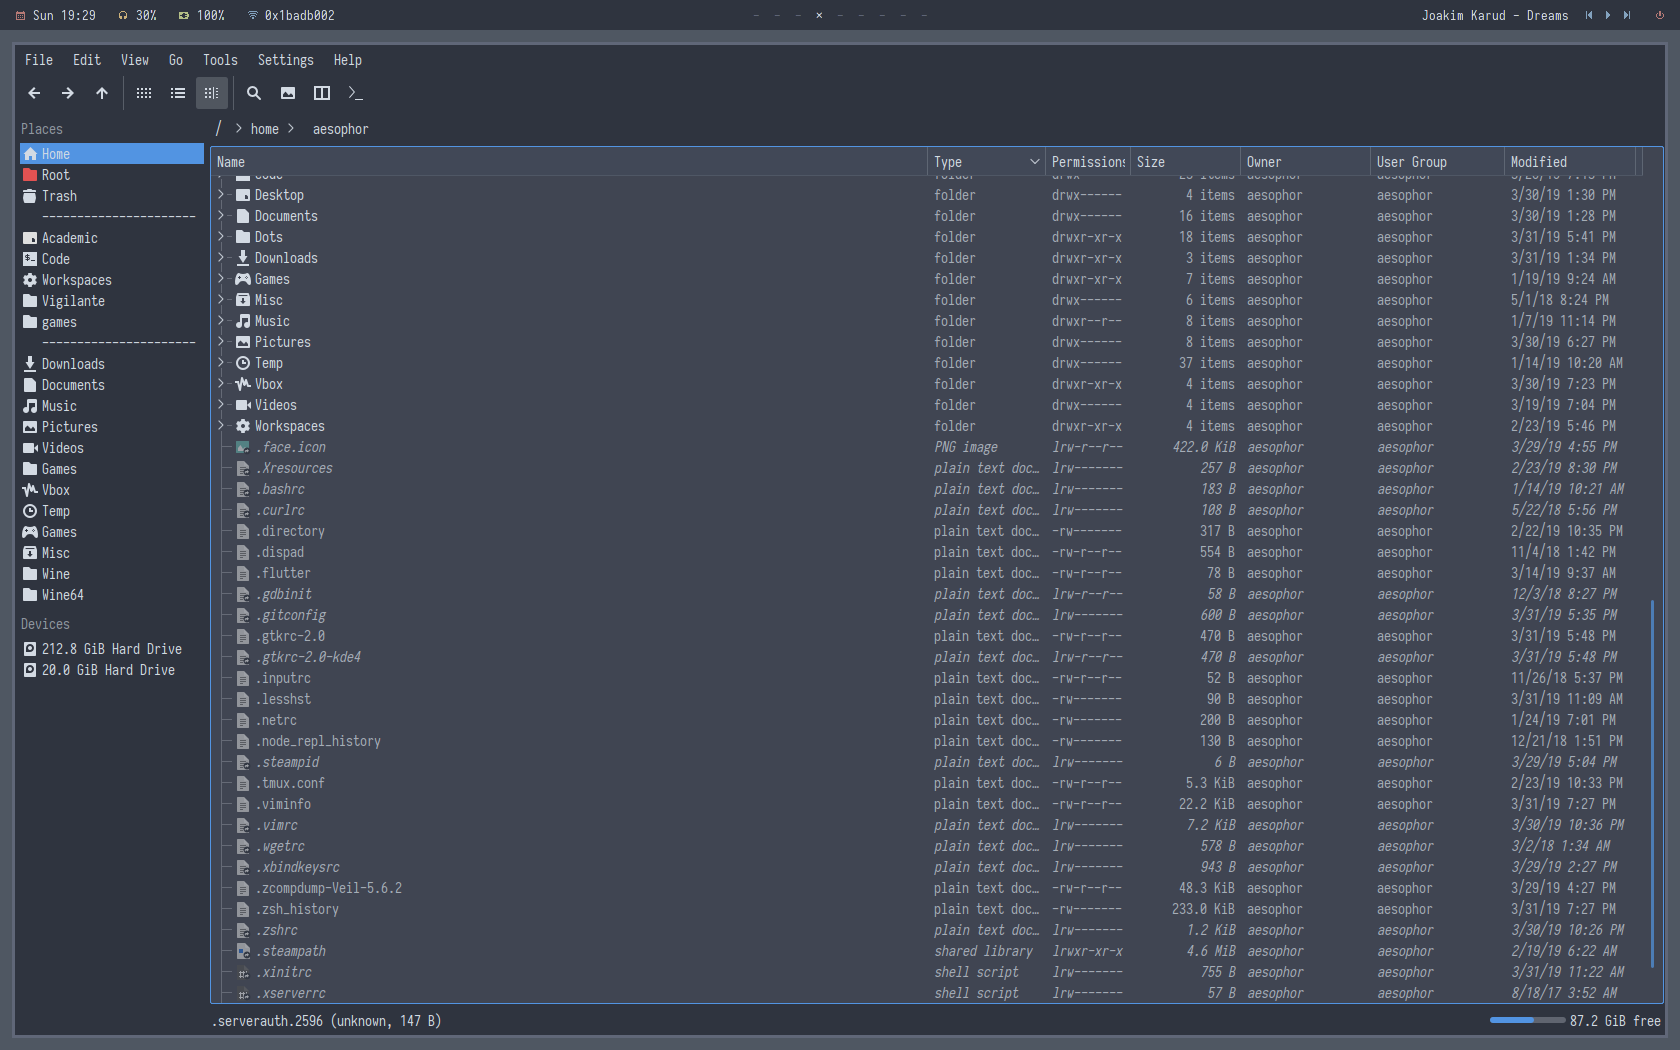 Sun 19:29 30% 100% 0x1badb002 - - - × - - - - - Joakim Karud - Dreams
File Edit View Go Tools Settings Help
>_
Places / > home > aesophor
Home
Root
Trash
----------------------
Academic
Code
Workspaces
Vigilante
games
----------------------
Downloads
Documents
Music
Pictures
Videos
Games
Vbox
Temp
Games
Misc
Wine
Wine64
Devices
212.8 GiB Hard Drive
20.0 GiB Hard Drive
Name Type Permissions Size Owner User Group Modified
Desktop folder drwx------ 4 items aesophor aesophor 3/30/19 1:30 PM
Documents folder drwx------ 16 items aesophor aesophor 3/30/19 1:28 PM
Dots folder drwxr-xr-x 18 items aesophor aesophor 3/31/19 5:41 PM
Downloads folder drwxr-xr-x 3 items aesophor aesophor 3/31/19 1:34 PM
Games folder drwxr-xr-x 7 items aesophor aesophor 1/19/19 9:24 AM
Misc folder drwx------ 6 items aesophor aesophor 5/1/18 8:24 PM
Music folder drwxr--r-- 8 items aesophor aesophor 1/7/19 11:14 PM
Pictures folder drwx------ 8 items aesophor aesophor 3/30/19 6:27 PM
Temp folder drwx------ 37 items aesophor aesophor 1/14/19 10:20 AM
Vbox folder drwxr-xr-x 4 items aesophor aesophor 3/30/19 7:23 PM
Videos folder drwx------ 4 items aesophor aesophor 3/19/19 7:04 PM
Workspaces folder drwxr-xr-x 4 items aesophor aesophor 2/23/19 5:46 PM
.face.icon PNG image lrw-r--r-- 422.0 KiB aesophor aesophor 3/29/19 4:55 PM
.Xresources plain text doc… lrw------- 257 B aesophor aesophor 2/23/19 8:30 PM
.bashrc plain text doc… lrw------- 183 B aesophor aesophor 1/14/19 10:21 AM
.curlrc plain text doc… lrw------- 108 B aesophor aesophor 5/22/18 5:56 PM
.directory plain text doc… -rw------- 317 B aesophor aesophor 2/22/19 10:35 PM
.dispad plain text doc… -rw-r--r-- 554 B aesophor aesophor 11/4/18 1:42 PM
.flutter plain text doc… -rw-r--r-- 78 B aesophor aesophor 3/14/19 9:37 AM
.gdbinit plain text doc… lrw-r--r-- 58 B aesophor aesophor 12/3/18 8:27 PM
.gitconfig plain text doc… lrw------- 600 B aesophor aesophor 3/31/19 5:35 PM
.gtkrc-2.0 plain text doc… -rw-r--r-- 470 B aesophor aesophor 3/31/19 5:48 PM
.gtkrc-2.0-kde4 plain text doc… lrw-r--r-- 470 B aesophor aesophor 3/31/19 5:48 PM
.inputrc plain text doc… -rw-r--r-- 52 B aesophor aesophor 11/26/18 5:37 PM
.lesshst plain text doc… -rw------- 90 B aesophor aesophor 3/31/19 11:09 AM
.netrc plain text doc… -rw------- 200 B aesophor aesophor 1/24/19 7:01 PM
.node_repl_history plain text doc… -rw------- 130 B aesophor aesophor 12/21/18 1:51 PM
.steampid plain text doc… lrw------- 6 B aesophor aesophor 3/29/19 5:04 PM
.tmux.conf plain text doc… -rw-r--r-- 5.3 KiB aesophor aesophor 2/23/19 10:33 PM
.viminfo plain text doc… -rw-r--r-- 22.2 KiB aesophor aesophor 3/31/19 7:27 PM
.vimrc plain text doc… lrw------- 7.2 KiB aesophor aesophor 3/30/19 10:36 PM
.wgetrc plain text doc… lrw------- 578 B aesophor aesophor 3/2/18 1:34 AM
.xbindkeysrc plain text doc… lrw------- 943 B aesophor aesophor 3/29/19 2:27 PM
.zcompdump-Veil-5.6.2 plain text doc… -rw-r--r-- 48.3 KiB aesophor aesophor 3/29/19 4:27 PM
.zsh_history plain text doc… -rw------- 233.0 KiB aesophor aesophor 3/31/19 7:27 PM
.zshrc plain text doc… lrw------- 1.2 KiB aesophor aesophor 3/30/19 10:26 PM
.steampath shared library lrwxr-xr-x 4.6 MiB aesophor aesophor 2/19/19 6:22 AM
.xinitrc shell script lrw------- 755 B aesophor aesophor 3/31/19 11:22 AM
.xserverrc shell script lrw------- 57 B aesophor aesophor 8/18/17 3:52 AM
.serverauth.2596 (unknown, 147 B) 87.2 GiB free